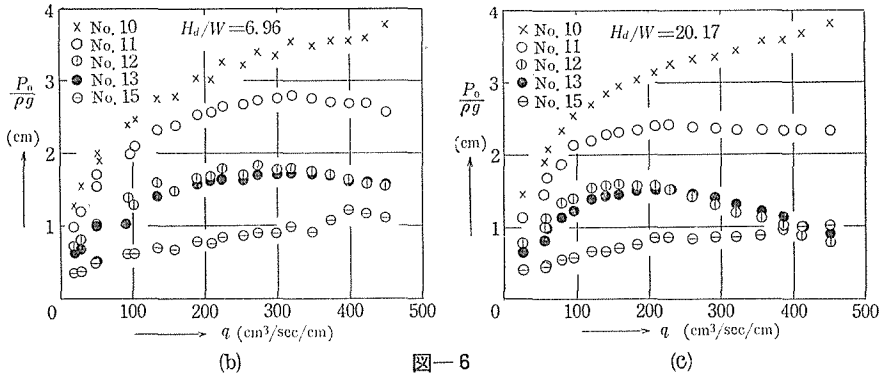 4
3
P₀/ρg
2
(cm)
1
0
× No. 10
○ No. 11
⦶ No. 12
● No. 13
⊖ No. 15
H_d/W=6.96
100
200
300
400
500
q (cm³/sec/cm)
(b)
4
3
P₀/ρg
2
(cm)
1
0
× No. 10
○ No. 11
⦶ No. 12
● No. 13
⊖ No. 15
H_d/W=20.17
100
200
300
400
500
q (cm³/sec/cm)
(c)
図—6